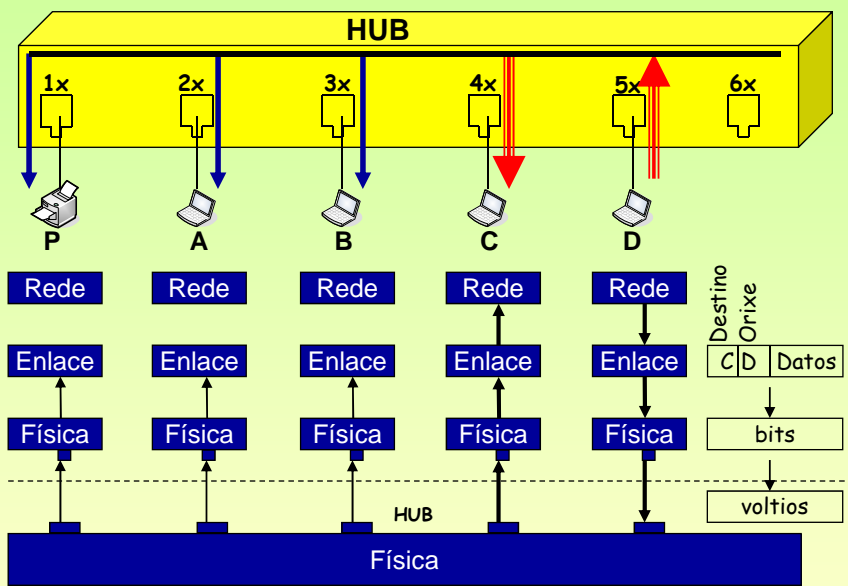 HUB
1x 2x 3x 4x 5x 6x
P A B C D
Rede Rede Rede Rede Rede
Destino
Orixe
Enlace Enlace Enlace Enlace Enlace C D Datos
Física Física Física Física Física bits
HUB
voltios
Física